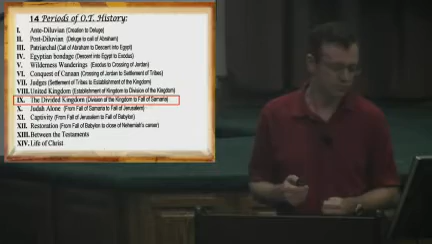 14 Periods of O.T. History:
I. Ante-Diluvian (Creation to Deluge)
II. Post-Diluvian (Deluge to call of Abraham)
III. Patriarchal (Call of Abraham to Descent into Egypt)
IV. Egyptian bondage (Descent into Egypt to Exodus)
V. Wilderness Wanderings (Exodus to Crossing of Jordan)
VI. Conquest of Canaan (Crossing of Jordan to Settlement of Tribes)
VII. Judges (Settlement of Tribes to Establishment of the Kingdom)
VIII. United Kingdom (Establishment of Kingdom to Division of the Kingdom)
IX. The Divided Kingdom (Division of the Kingdom to Fall of Samaria)
X. Judah Alone (From Fall of Samaria to Fall of Jerusalem)
XI. Captivity (From Fall of Jerusalem to Fall of Babylon)
XII. Restoration (From Fall of Babylon to close of Nehemiah's career)
XIII. Between the Testaments
XIV. Life of Christ